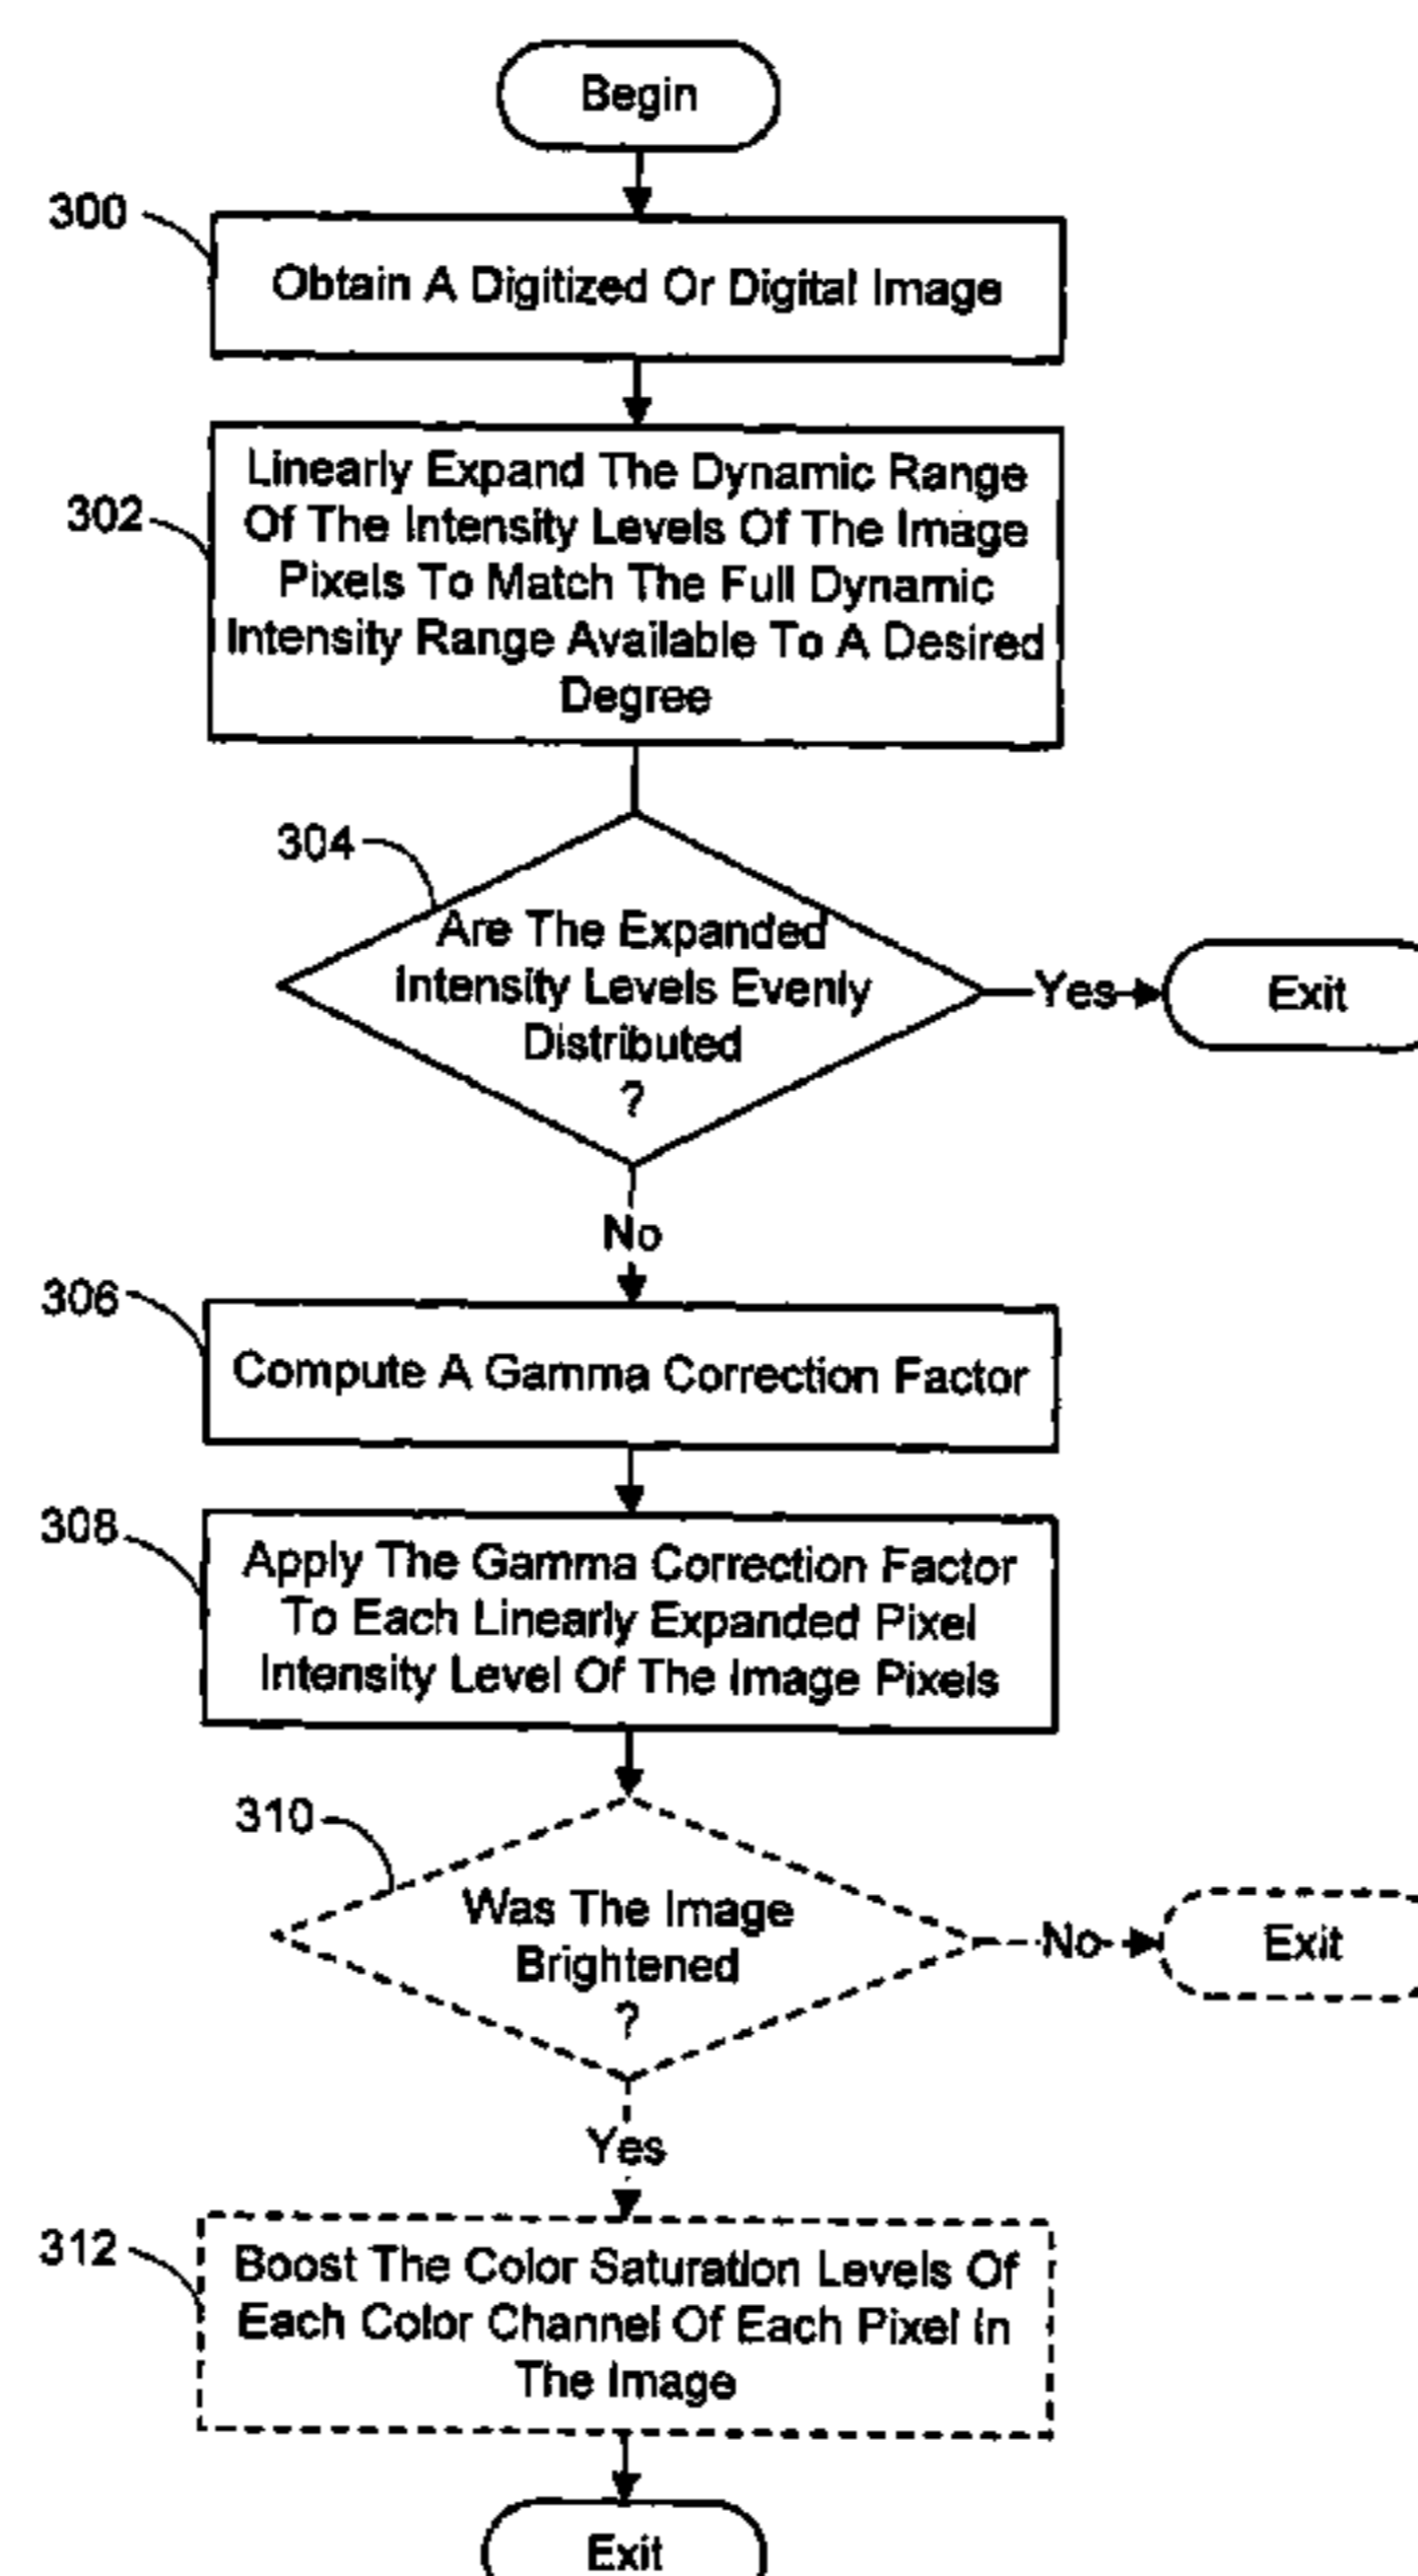 Begin
300
Obtain A Digitized Or Digital Image
302
Linearly Expand The Dynamic Range
Of The Intensity Levels Of The Image
Pixels To Match The Full Dynamic
Intensity Range Available To A Desired
Degree
304
Are The Expanded
Intensity Levels Evenly
Distributed
?
Yes
Exit
No
306
Compute A Gamma Correction Factor
308
Apply The Gamma Correction Factor
To Each Linearly Expanded Pixel
Intensity Level Of The Image Pixels
310
Was The Image
Brightened
?
No
Exit
Yes
312
Boost The Color Saturation Levels Of
Each Color Channel Of Each Pixel In
The Image
Exit